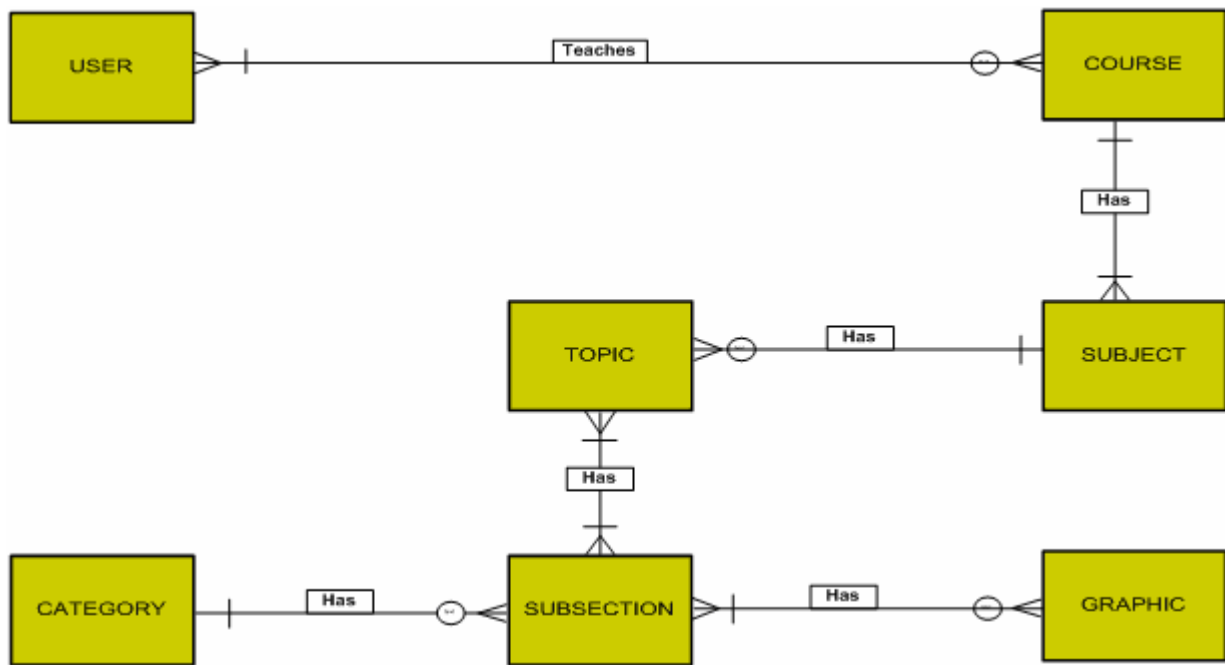 Teaches
USER
COURSE
Has
Has
TOPIC
SUBJECT
Has
Has
Has
CATEGORY
SUBSECTION
GRAPHIC